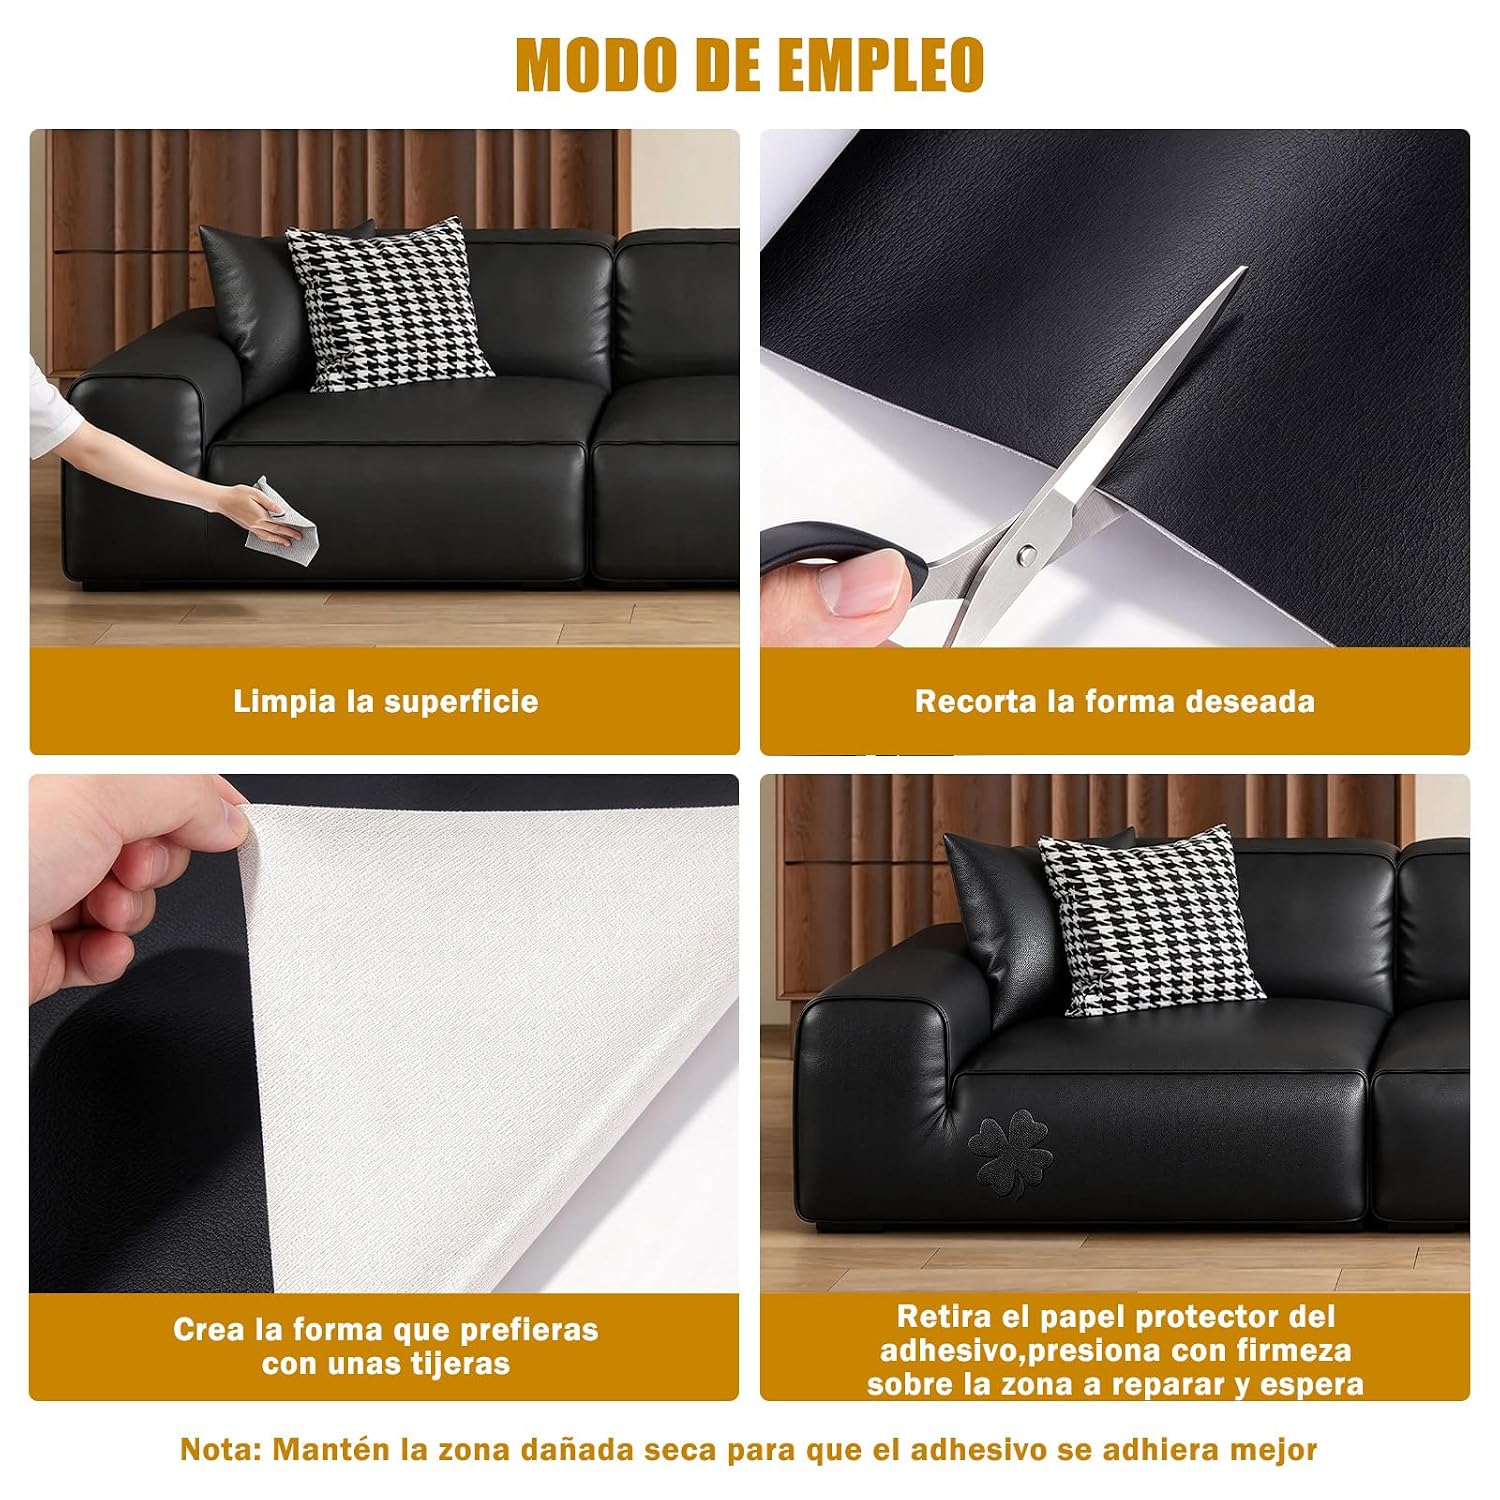 MODO DE EMPLEO
Limpia la superficie
Recorta la forma deseada
Crea la forma que prefieras
con unas tijeras
Retira el papel protector del
adhesivo,presiona con firmeza
sobre la zona a reparar y espera
Nota: Mantén la zona dañada seca para que el adhesivo se adhiera mejor